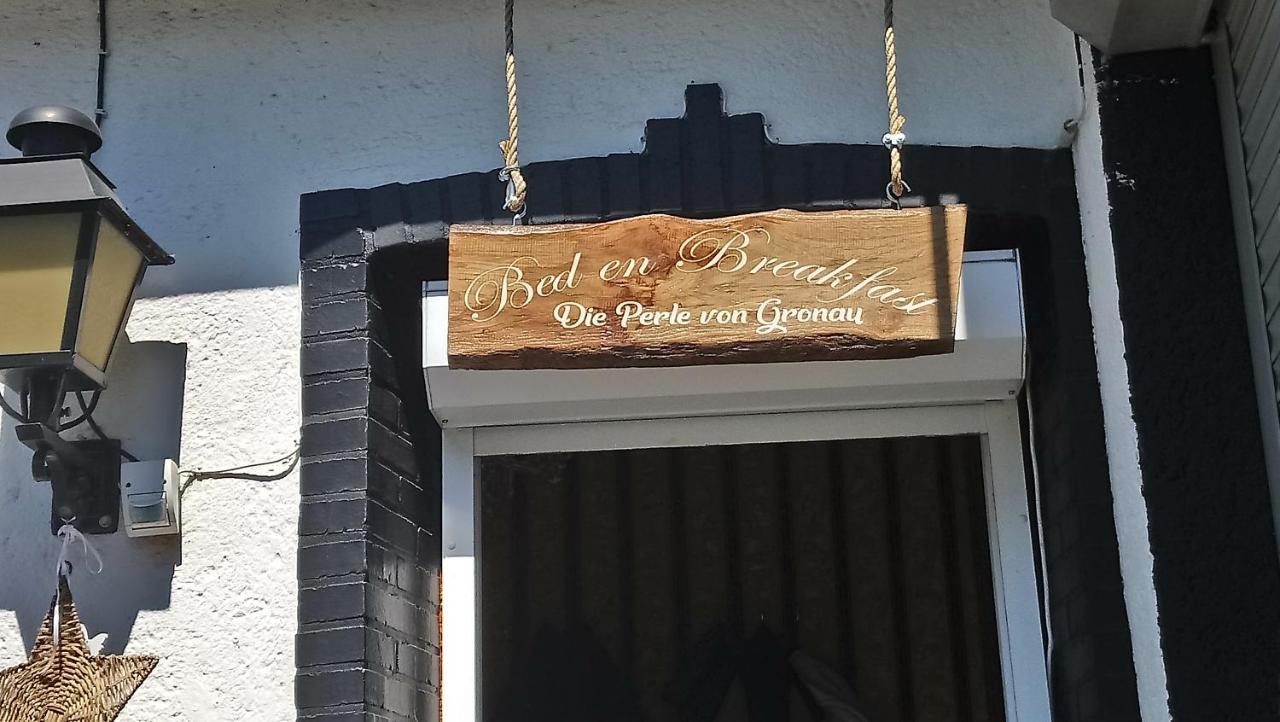 Bed en Breakfast
Die Perle von Gronau